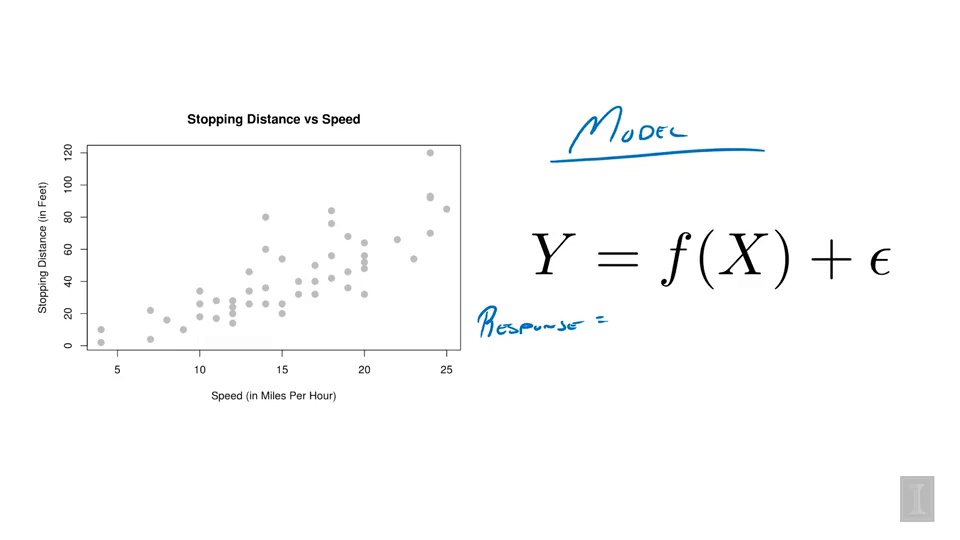 Stopping Distance vs Speed
Stopping Distance (in Feet)
120
100
80
60
40
20
0
5 10 15 20 25
Speed (in Miles Per Hour)
MODEL
Y = f(X) + ϵ
RESPONSE =
I